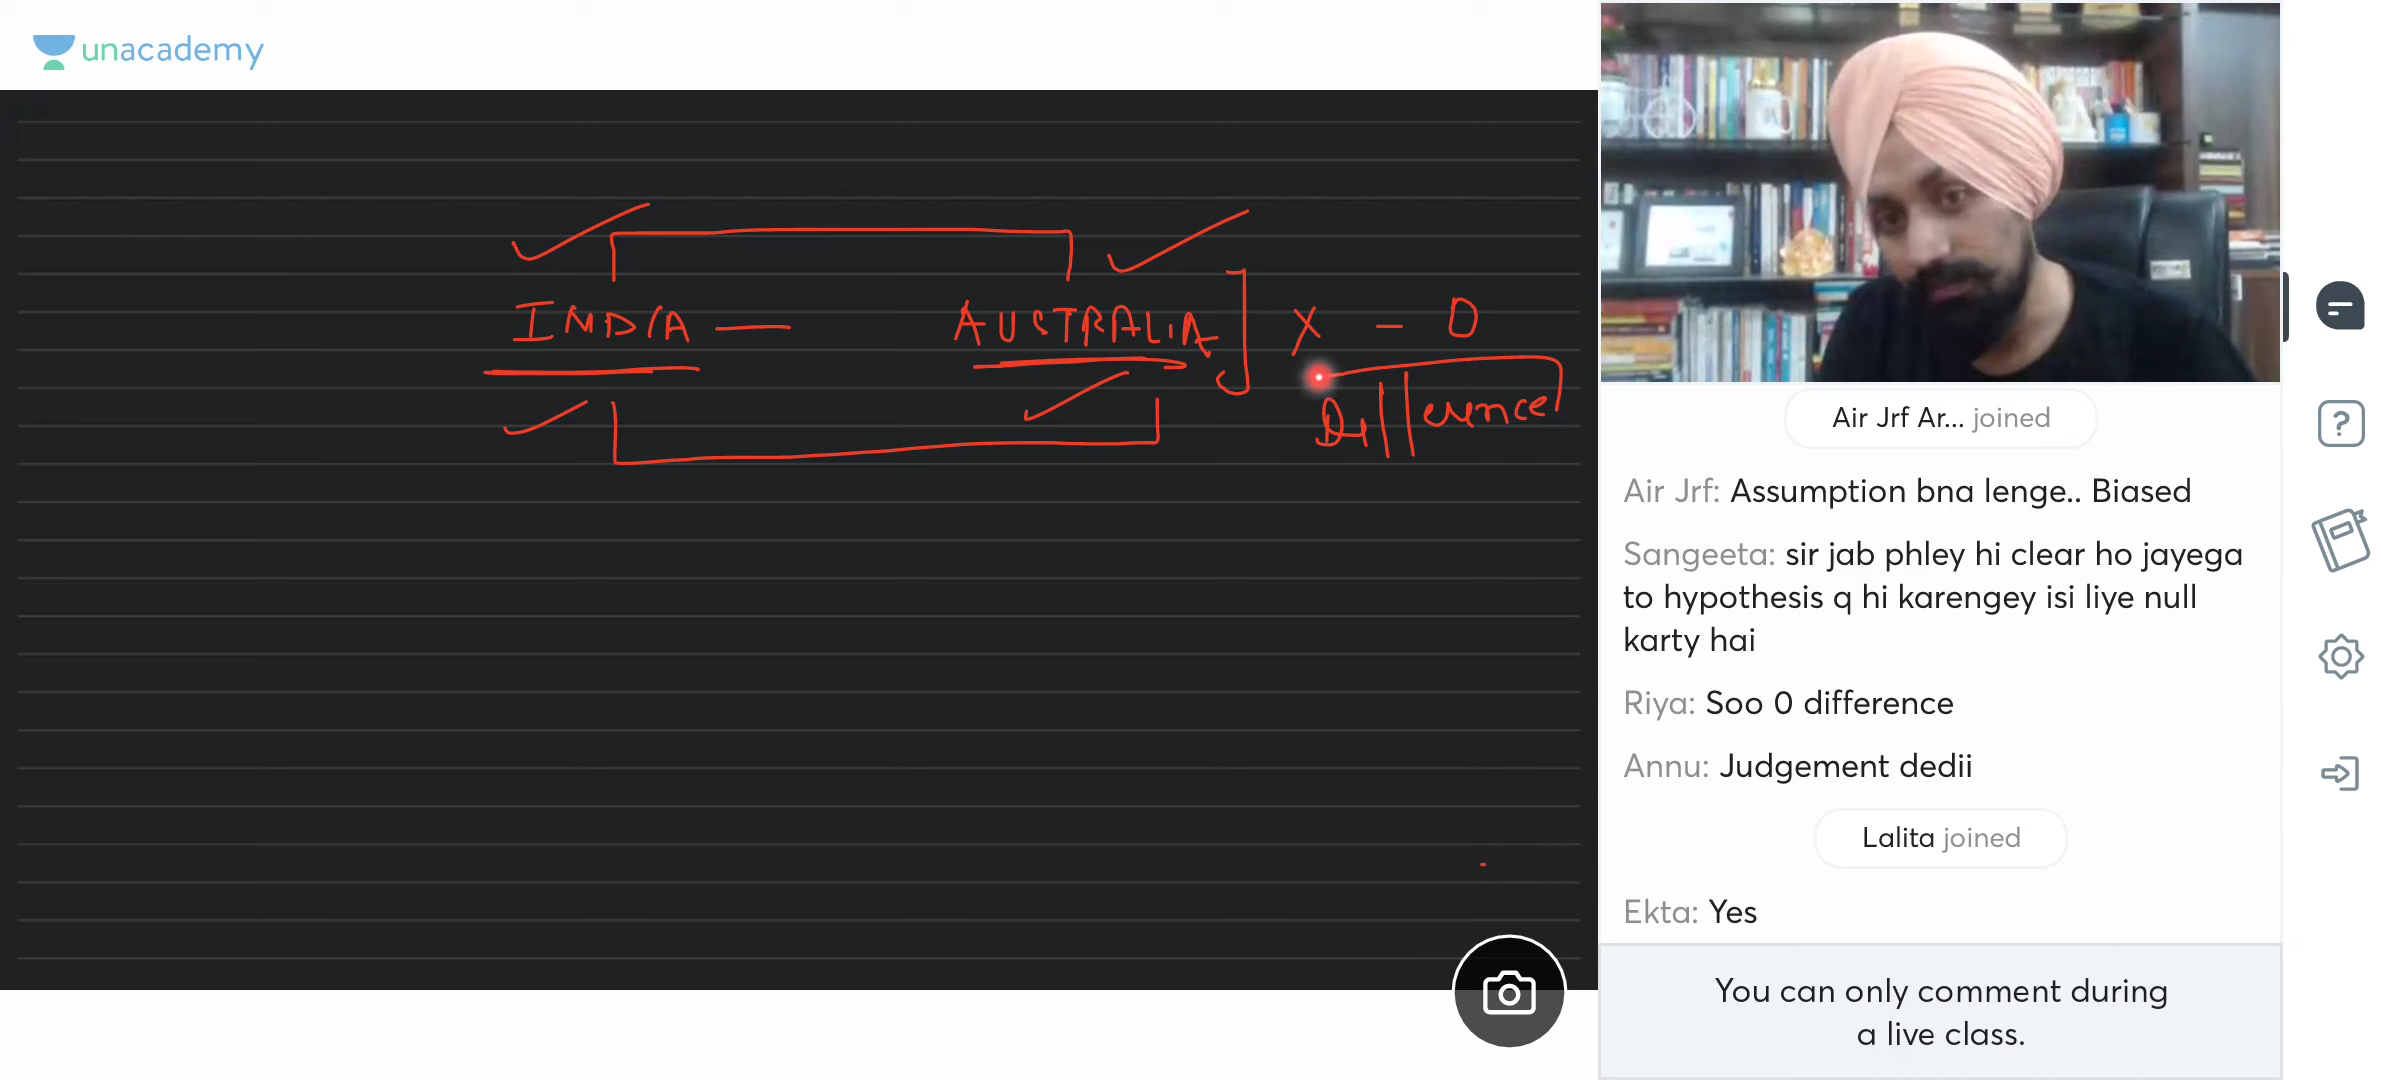 unacademy
INDIA — AUSTRALIA ] X - 0
Difference
Air Jrf Ar... joined
Air Jrf: Assumption bna lenge.. Biased
Sangeeta: sir jab phley hi clear ho jayega
to hypothesis q hi karengey isi liye null
karty hai
Riya: Soo 0 difference
Annu: Judgement dedii
Lalita joined
Ekta: Yes
You can only comment during
a live class.